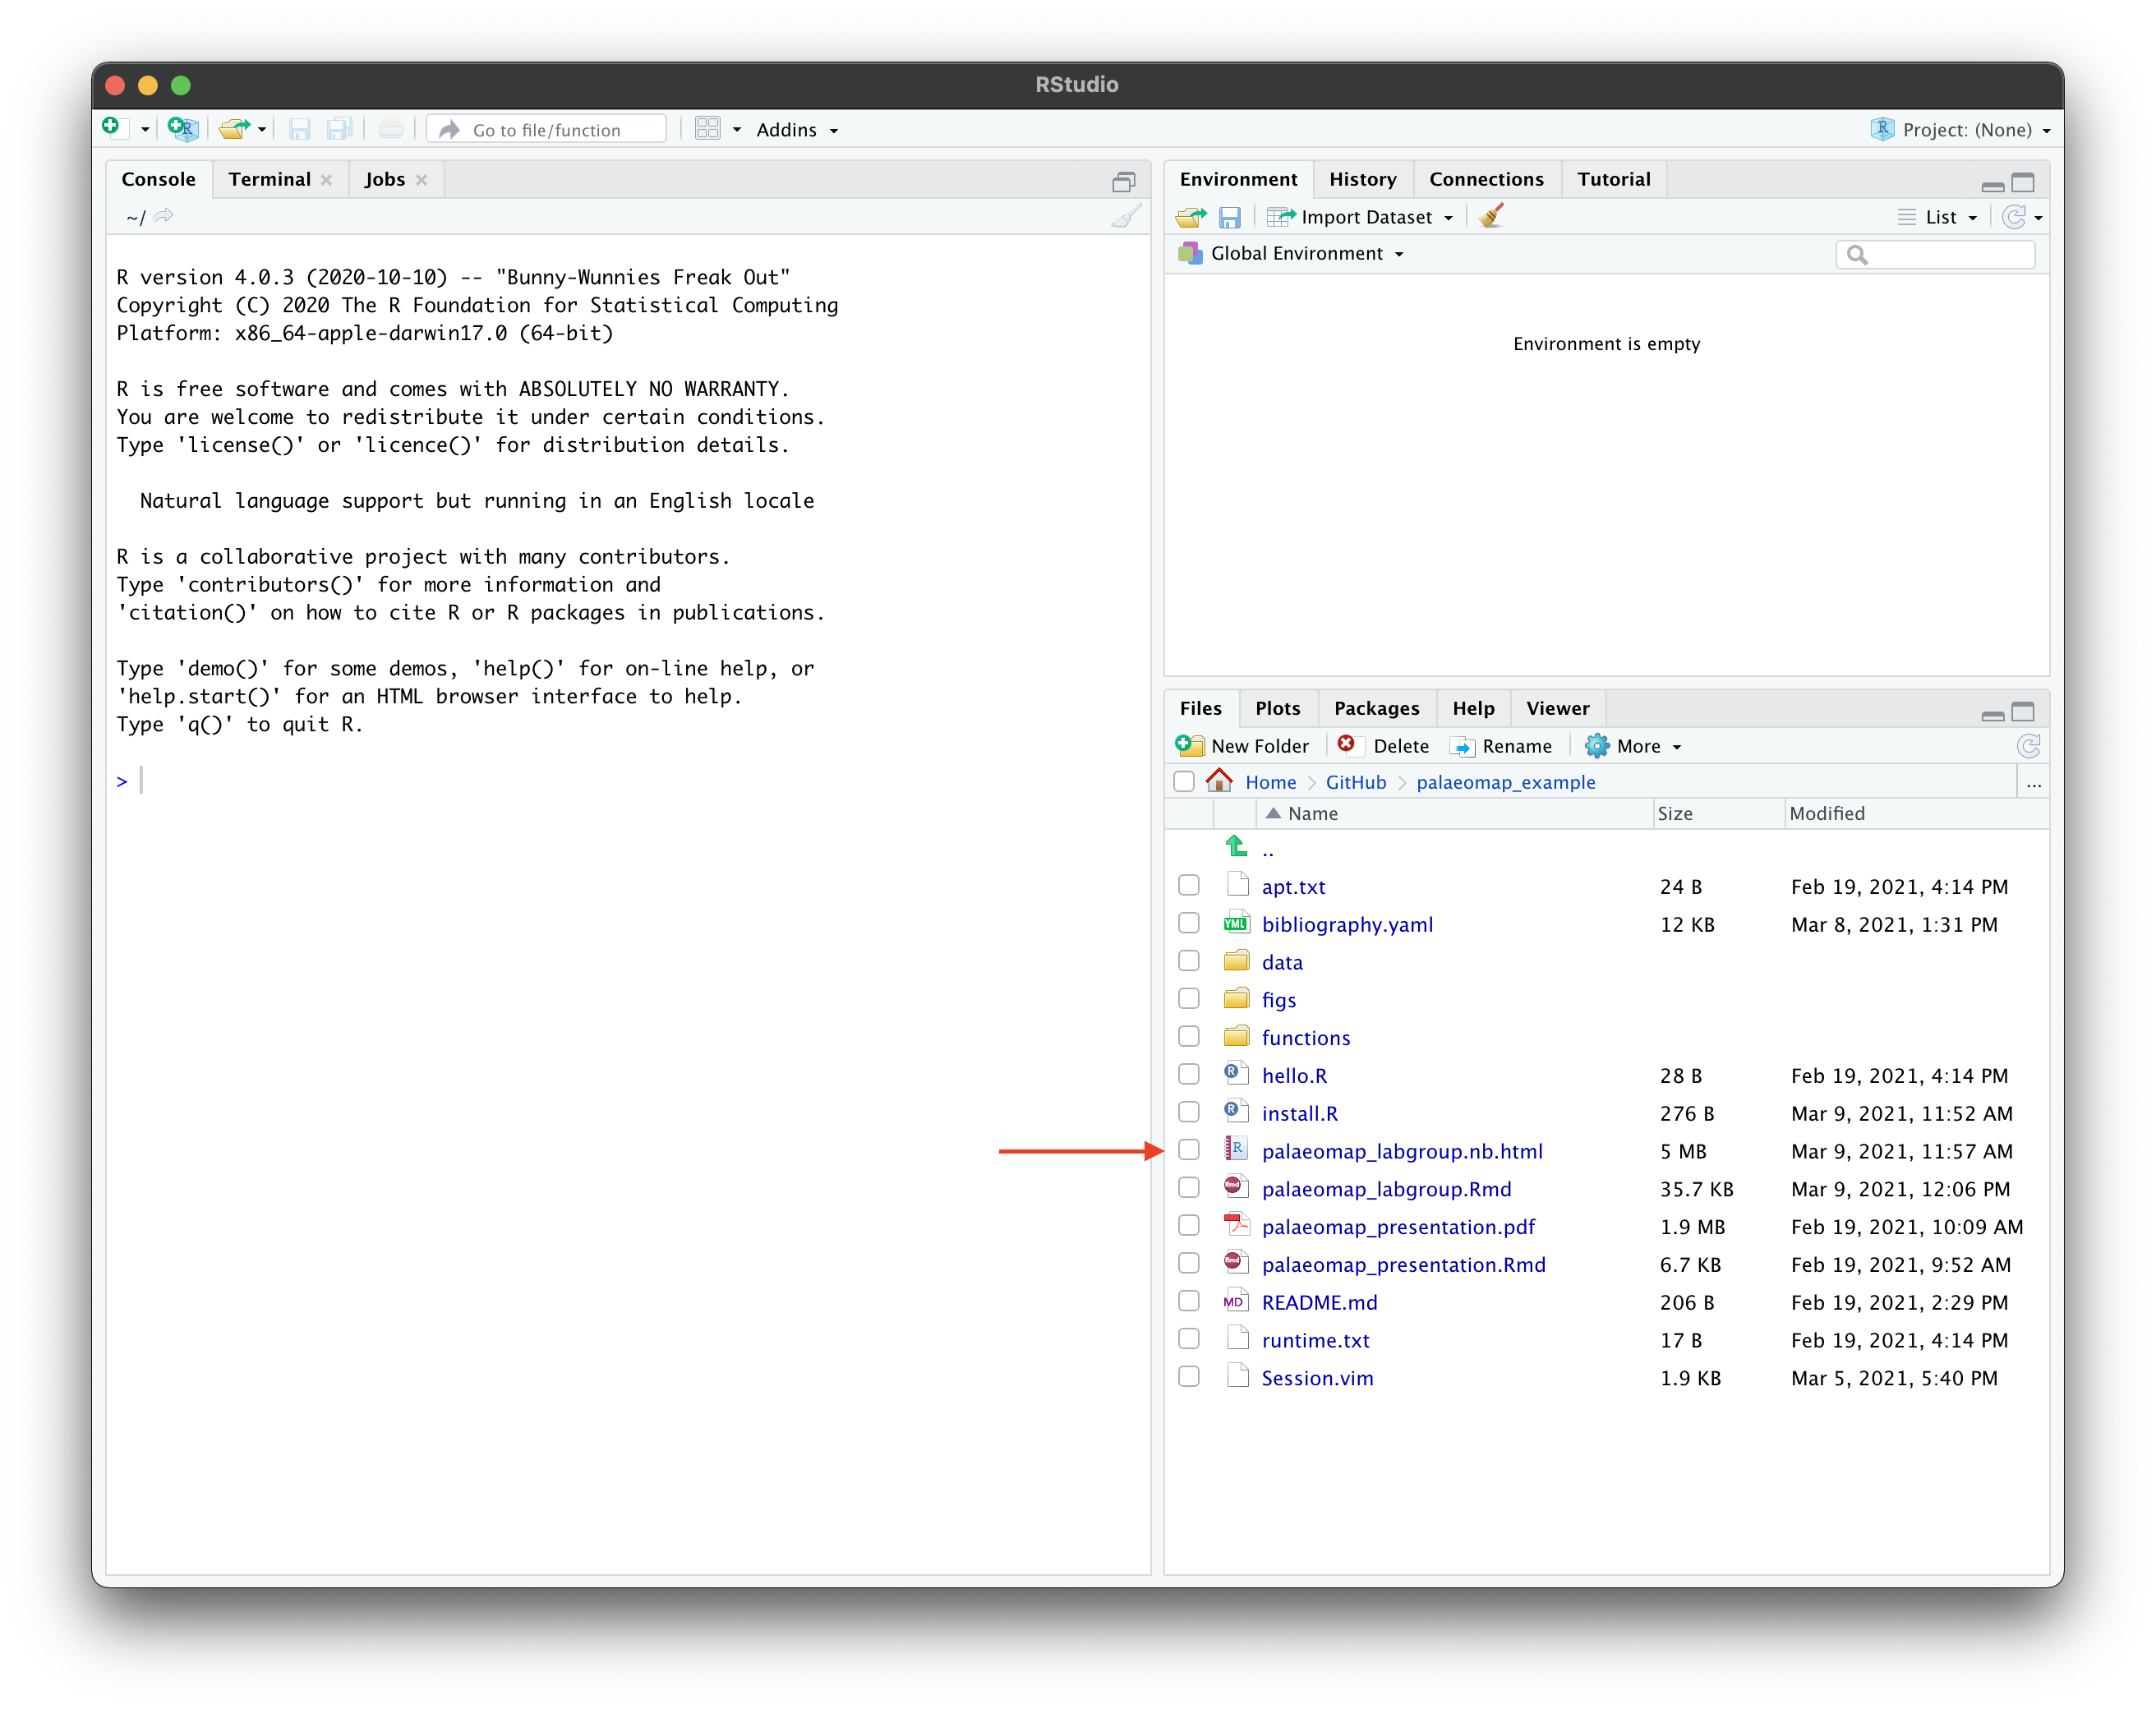 RStudio
Go to file/function
Addins
Project: (None)
Console Terminal Jobs
~/
R version 4.0.3 (2020-10-10) -- "Bunny-Wunnies Freak Out"
Copyright (C) 2020 The R Foundation for Statistical Computing
Platform: x86_64-apple-darwin17.0 (64-bit)
R is free software and comes with ABSOLUTELY NO WARRANTY.
You are welcome to redistribute it under certain conditions.
Type 'license()' or 'licence()' for distribution details.
Natural language support but running in an English locale
R is a collaborative project with many contributors.
Type 'contributors()' for more information and
'citation()' on how to cite R or R packages in publications.
Type 'demo()' for some demos, 'help()' for on-line help, or
'help.start()' for an HTML browser interface to help.
Type 'q()' to quit R.
>
Environment History Connections Tutorial
Import Dataset List
Global Environment
Environment is empty
Files Plots Packages Help Viewer
New Folder Delete Rename More
Home GitHub palaeomap_example ...
Name Size Modified
..
apt.txt 24 B Feb 19, 2021, 4:14 PM
YML bibliography.yaml 12 KB Mar 8, 2021, 1:31 PM
data
figs
functions
R hello.R 28 B Feb 19, 2021, 4:14 PM
R install.R 276 B Mar 9, 2021, 11:52 AM
R palaeomap_labgroup.nb.html 5 MB Mar 9, 2021, 11:57 AM
Rmd palaeomap_labgroup.Rmd 35.7 KB Mar 9, 2021, 12:06 PM
palaeomap_presentation.pdf 1.9 MB Feb 19, 2021, 10:09 AM
Rmd palaeomap_presentation.Rmd 6.7 KB Feb 19, 2021, 9:52 AM
MD README.md 206 B Feb 19, 2021, 2:29 PM
runtime.txt 17 B Feb 19, 2021, 4:14 PM
Session.vim 1.9 KB Mar 5, 2021, 5:40 PM